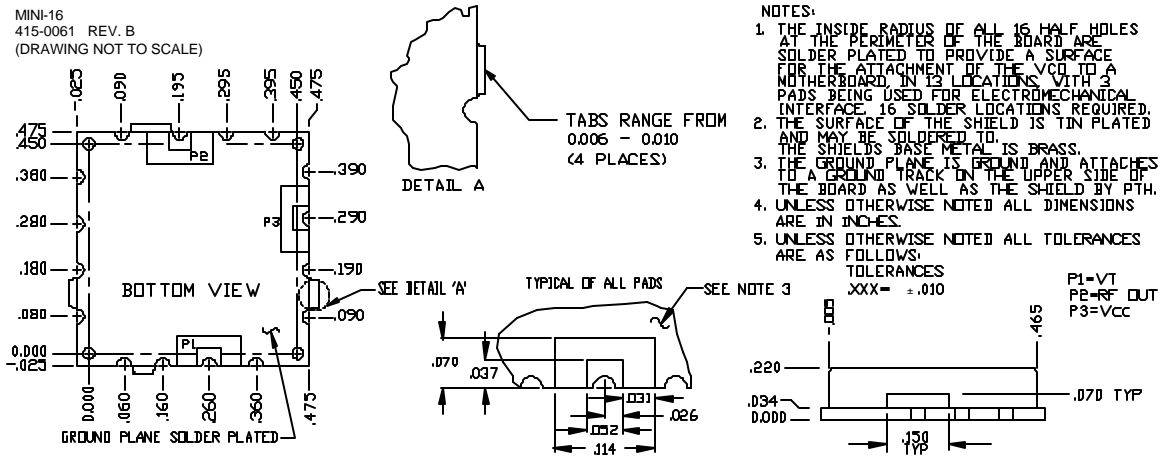 MINI-16
415-0061 REV. B
(DRAWING NOT TO SCALE)
-.025
.090
.195
.295
.395
.450
.475
.475
.450
.380
.280
.180
.080
0.000
-.025
P2
P3
P1
BOTTOM VIEW
.390
.290
.190
.090
SEE DETAIL 'A'
0.000
.060
.160
.260
.360
.475
GROUND PLANE SOLDER PLATED
DETAIL A
TABS RANGE FROM
0.006 - 0.010
(4 PLACES)
TYPICAL OF ALL PADS
SEE NOTE 3
.070
.037
.031
.026
.052
.114
NOTES:
1. THE INSIDE RADIUS OF ALL 16 HALF HOLES
AT THE PERIMETER OF THE BOARD ARE
SOLDER PLATED TO PROVIDE A SURFACE
FOR THE ATTACHMENT OF THE VCO TO A
MOTHERBOARD, IN 13 LOCATIONS, WITH 3
PADS BEING USED FOR ELECTROMECHANICAL
INTERFACE. 16 SOLDER LOCATIONS REQUIRED.
2. THE SURFACE OF THE SHIELD IS TIN PLATED
AND MAY BE SOLDERED TO.
THE SHIELDS BASE METAL IS BRASS.
3. THE GROUND PLANE IS GROUND AND ATTACHES
TO A GROUND TRACK ON THE UPPER SIDE OF
THE BOARD AS WELL AS THE SHIELD BY PTH.
4. UNLESS OTHERWISE NOTED ALL DIMENSIONS
ARE IN INCHES.
5. UNLESS OTHERWISE NOTED ALL TOLERANCES
ARE AS FOLLOWS:
TOLERANCES
.XXX= ±.010
P1=VT
P2=RF OUT
P3=Vcc
.465
.220
.034
0.000
.070 TYP
.150
TYP